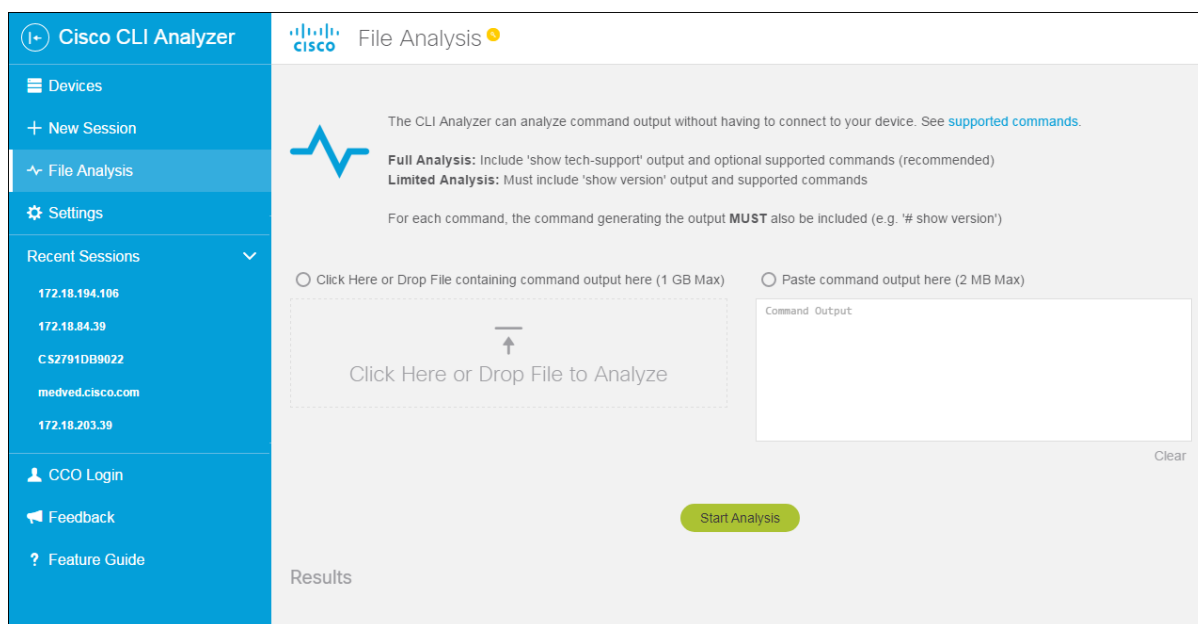 Cisco CLI Analyzer
Devices
New Session
File Analysis
Settings
Recent Sessions
172.18.194.106
172.18.84.39
CS2791DB9022
medved.cisco.com
172.18.203.39
CCO Login
Feedback
? Feature Guide
CISCO
File Analysis
The CLI Analyzer can analyze command output without having to connect to your device. See supported commands.
Full Analysis: Include 'show tech-support' output and optional supported commands (recommended)
Limited Analysis: Must include 'show version' output and supported commands
For each command, the command generating the output MUST also be included (e.g. '# show version')
Click Here or Drop File containing command output here (1 GB Max)
Click Here or Drop File to Analyze
Paste command output here (2 MB Max)
Command Output
Clear
Start Analysis
Results